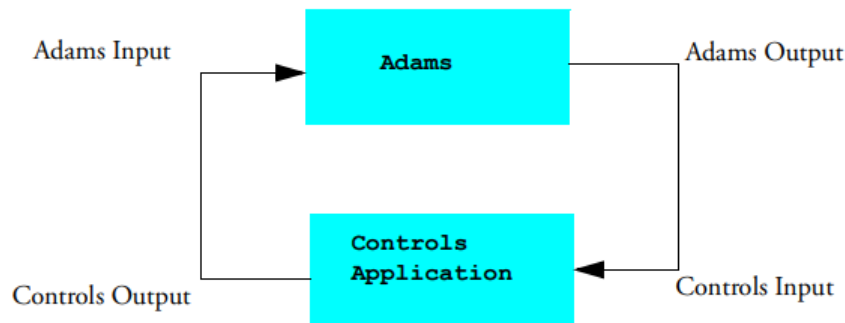 Adams Input
Adams
Adams Output
Controls
Application
Controls Output
Controls Input